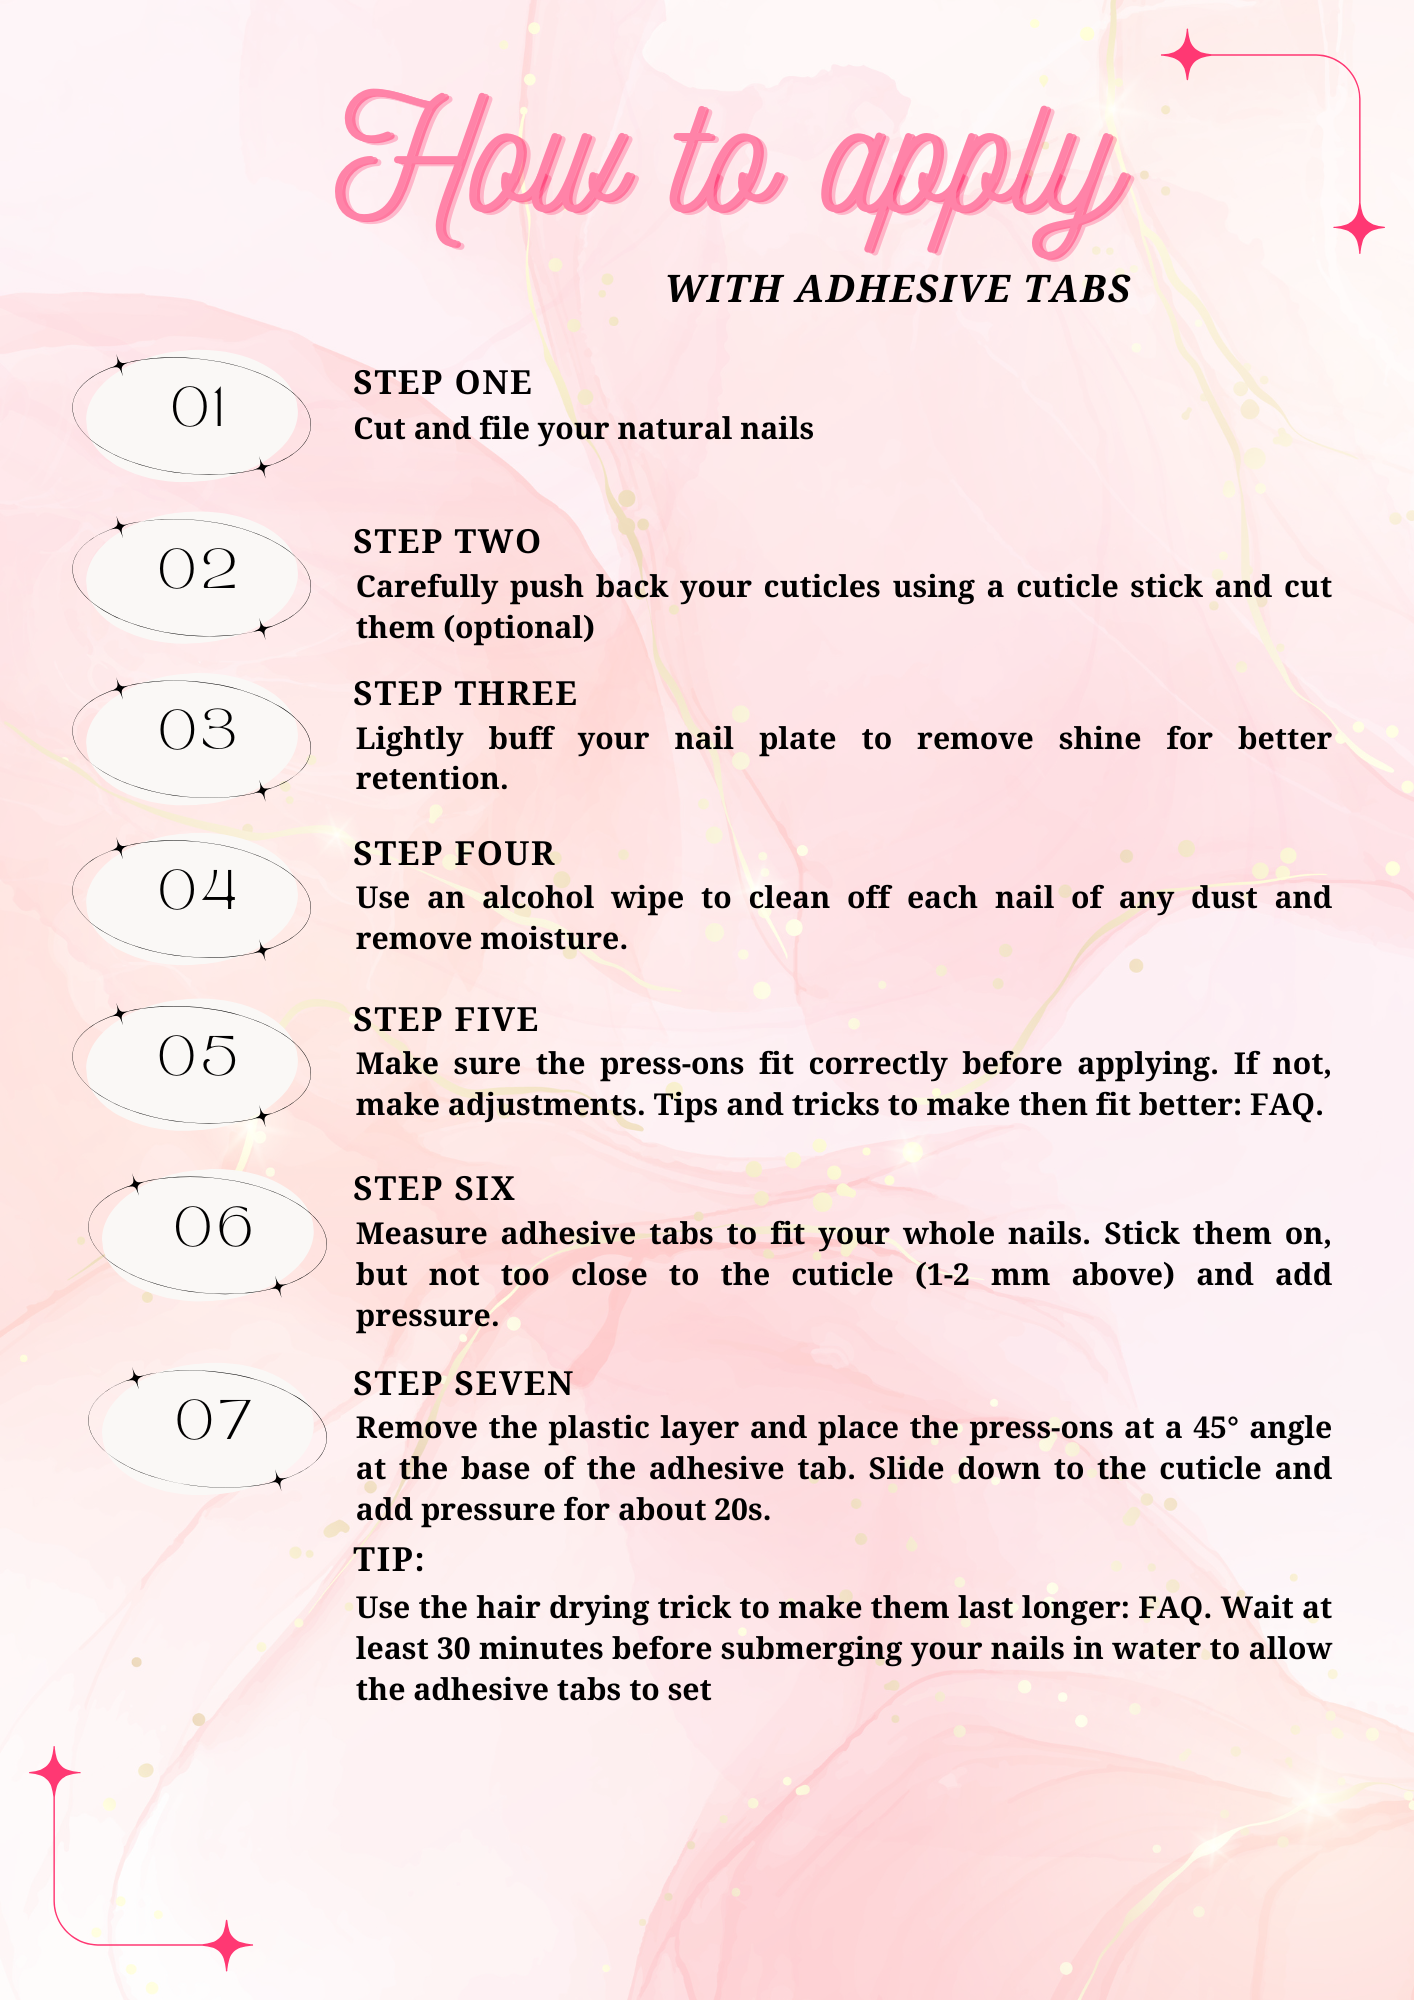 How to apply
WITH ADHESIVE TABS
01
STEP ONE
Cut and file your natural nails
02
STEP TWO
Carefully push back your cuticles using a cuticle stick and cut
them (optional)
03
STEP THREE
Lightly buff your nail plate to remove shine for better
retention.
04
STEP FOUR
Use an alcohol wipe to clean off each nail of any dust and
remove moisture.
05
STEP FIVE
Make sure the press-ons fit correctly before applying. If not,
make adjustments. Tips and tricks to make then fit better: FAQ.
06
STEP SIX
Measure adhesive tabs to fit your whole nails. Stick them on,
but not too close to the cuticle (1-2 mm above) and add
pressure.
07
STEP SEVEN
Remove the plastic layer and place the press-ons at a 45° angle
at the base of the adhesive tab. Slide down to the cuticle and
add pressure for about 20s.
TIP:
Use the hair drying trick to make them last longer: FAQ. Wait at
least 30 minutes before submerging your nails in water to allow
the adhesive tabs to set